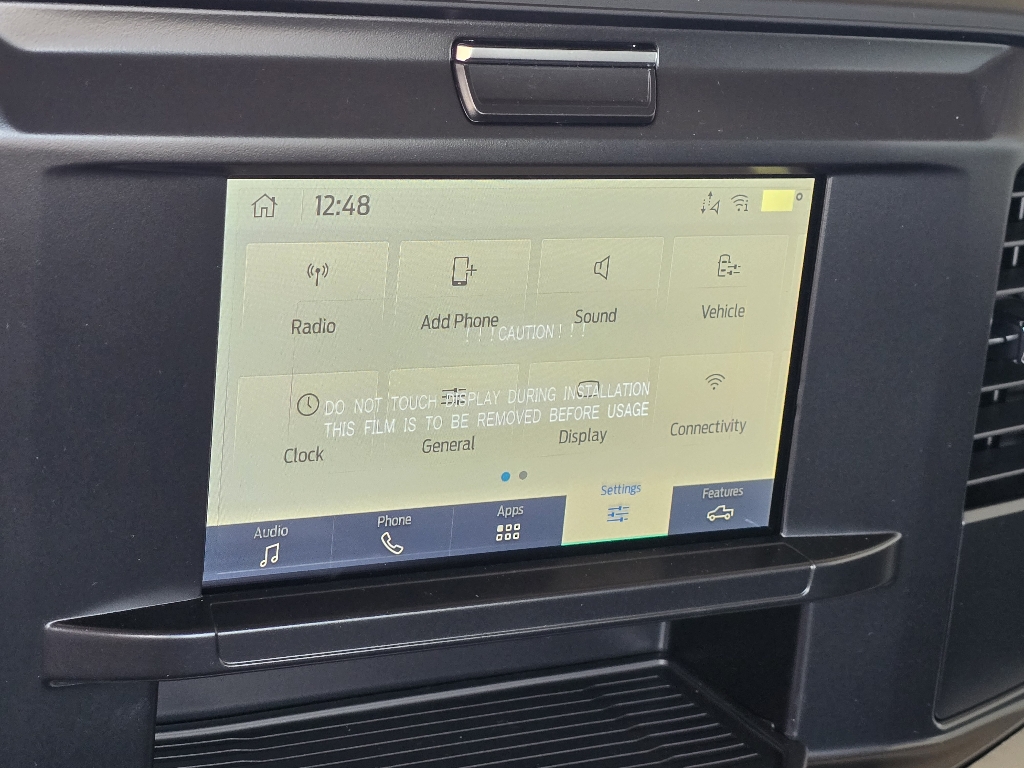 12:48
Radio
Add Phone
Sound
Vehicle
! ! ! CAUTION ! ! !
DO NOT TOUCH DISPLAY DURING INSTALLATION
THIS FILM IS TO BE REMOVED BEFORE USAGE
Clock
General
Display
Connectivity
Audio
Phone
Apps
Settings
Features